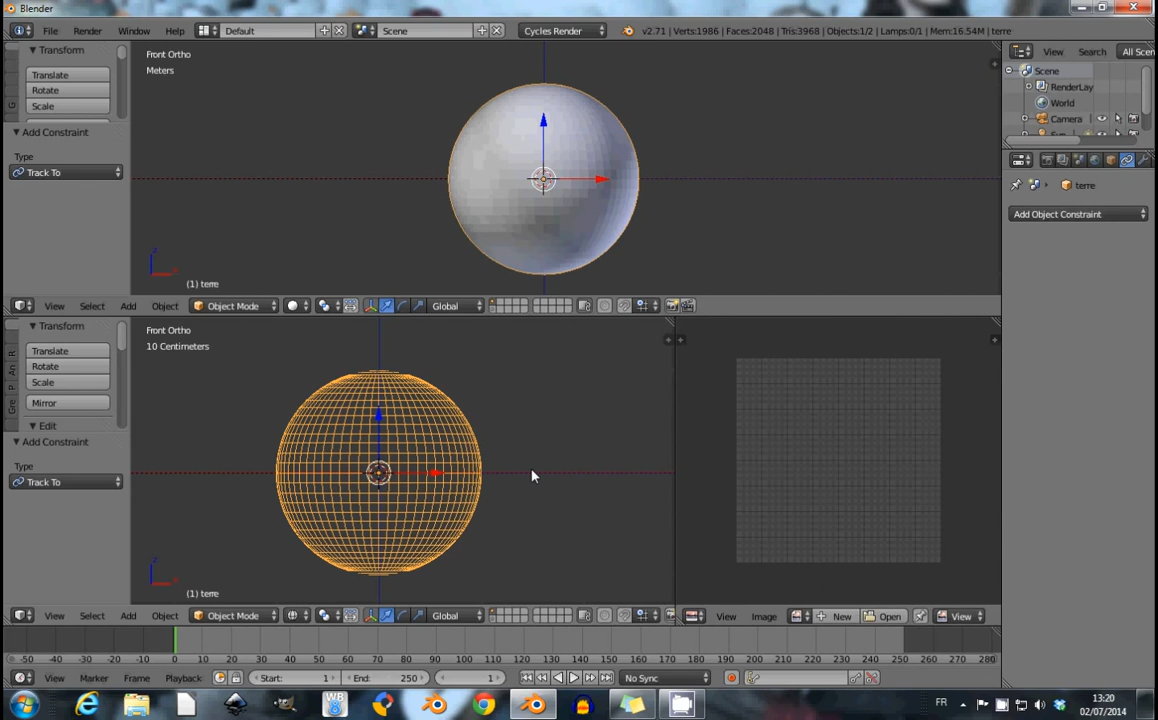 Blender
File Render Window Help Default Scene Cycles Render v2.71 | Verts:1986 | Faces:2048 | Tris:3968 | Objects:1/2 | Lamps:0/1 | Mem:16.54M | terre
Transform
Translate
Rotate
Scale
Add Constraint
Type
Track To
G
Front Ortho
Meters
(1) terre
View Select Add Object Object Mode Global
View Search All Scen
Scene
RenderLay
World
Camera
terre
Add Object Constraint
Transform
Translate
Rotate
Scale
Mirror
Edit
Add Constraint
Type
Track To
R
An
P
Gre
Front Ortho
10 Centimeters
(1) terre
View Select Add Object Object Mode Global
View Image New Open View
-50 -40 -30 -20 -10 0 10 20 30 40 50 60 70 80 90 100 110 120 130 140 150 160 170 180 190 200 210 220 230 240 250 260 270 280
View Marker Frame Playback Start: 1 End: 250 1 No Sync
WB
FR
13:20
02/07/2014